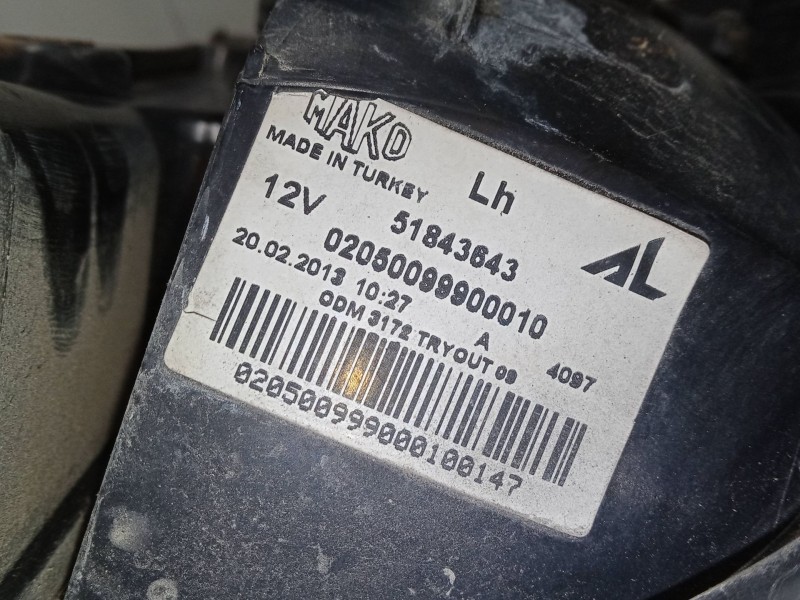 MAKO
MADE IN TURKEY
Lh
12V
51843643
02050099900010
20.02.2013 10:27
A
4097
ODM 3172 TRYOUT 09
AL
020500999000100147